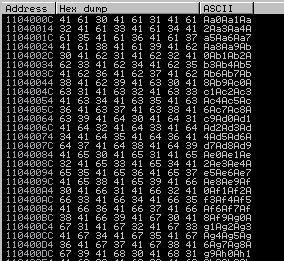 Address Hex dump ASCII
1104000C 41 61 30 41 61 31 41 61 Aa0Aa1Aa
11040014 32 41 61 33 41 61 34 41 2Aa3Aa4A
1104001C 61 35 41 61 36 41 61 37 a5Aa6Aa7
11040024 41 61 38 41 61 39 41 62 Aa8Aa9Ab
1104002C 30 41 62 31 41 62 32 41 0Ab1Ab2A
11040034 62 33 41 62 34 41 62 35 b3Ab4Ab5
1104003C 41 62 36 41 62 37 41 62 Ab6Ab7Ab
11040044 38 41 62 39 41 63 30 41 8Ab9Ac0A
1104004C 63 31 41 63 32 41 63 33 c1Ac2Ac3
11040054 41 63 34 41 63 35 41 63 Ac4Ac5Ac
1104005C 36 41 63 37 41 63 38 41 6Ac7Ac8A
11040064 63 39 41 64 30 41 64 31 c9Ad0Ad1
1104006C 41 64 32 41 64 33 41 64 Ad2Ad3Ad
11040074 34 41 64 35 41 64 36 41 4Ad5Ad6A
1104007C 64 37 41 64 38 41 64 39 d7Ad8Ad9
11040084 41 65 30 41 65 31 41 65 Ae0Ae1Ae
1104008C 32 41 65 33 41 65 34 41 2Ae3Ae4A
11040094 65 35 41 65 36 41 65 37 e5Ae6Ae7
1104009C 41 65 38 41 65 39 41 66 Ae8Ae9Af
110400A4 30 41 66 31 41 66 32 41 0Af1Af2A
110400AC 66 33 41 66 34 41 66 35 f3Af4Af5
110400B4 41 66 36 41 66 37 41 66 Af6Af7Af
110400BC 38 41 66 39 41 67 30 41 8Af9Ag0A
110400C4 67 31 41 67 32 41 67 33 g1Ag2Ag3
110400CC 41 67 34 41 67 35 41 67 Ag4Ag5Ag
110400D4 36 41 67 37 41 67 38 41 6Ag7Ag8A
110400DC 67 39 41 68 30 41 68 31 g9Ah0Ah1